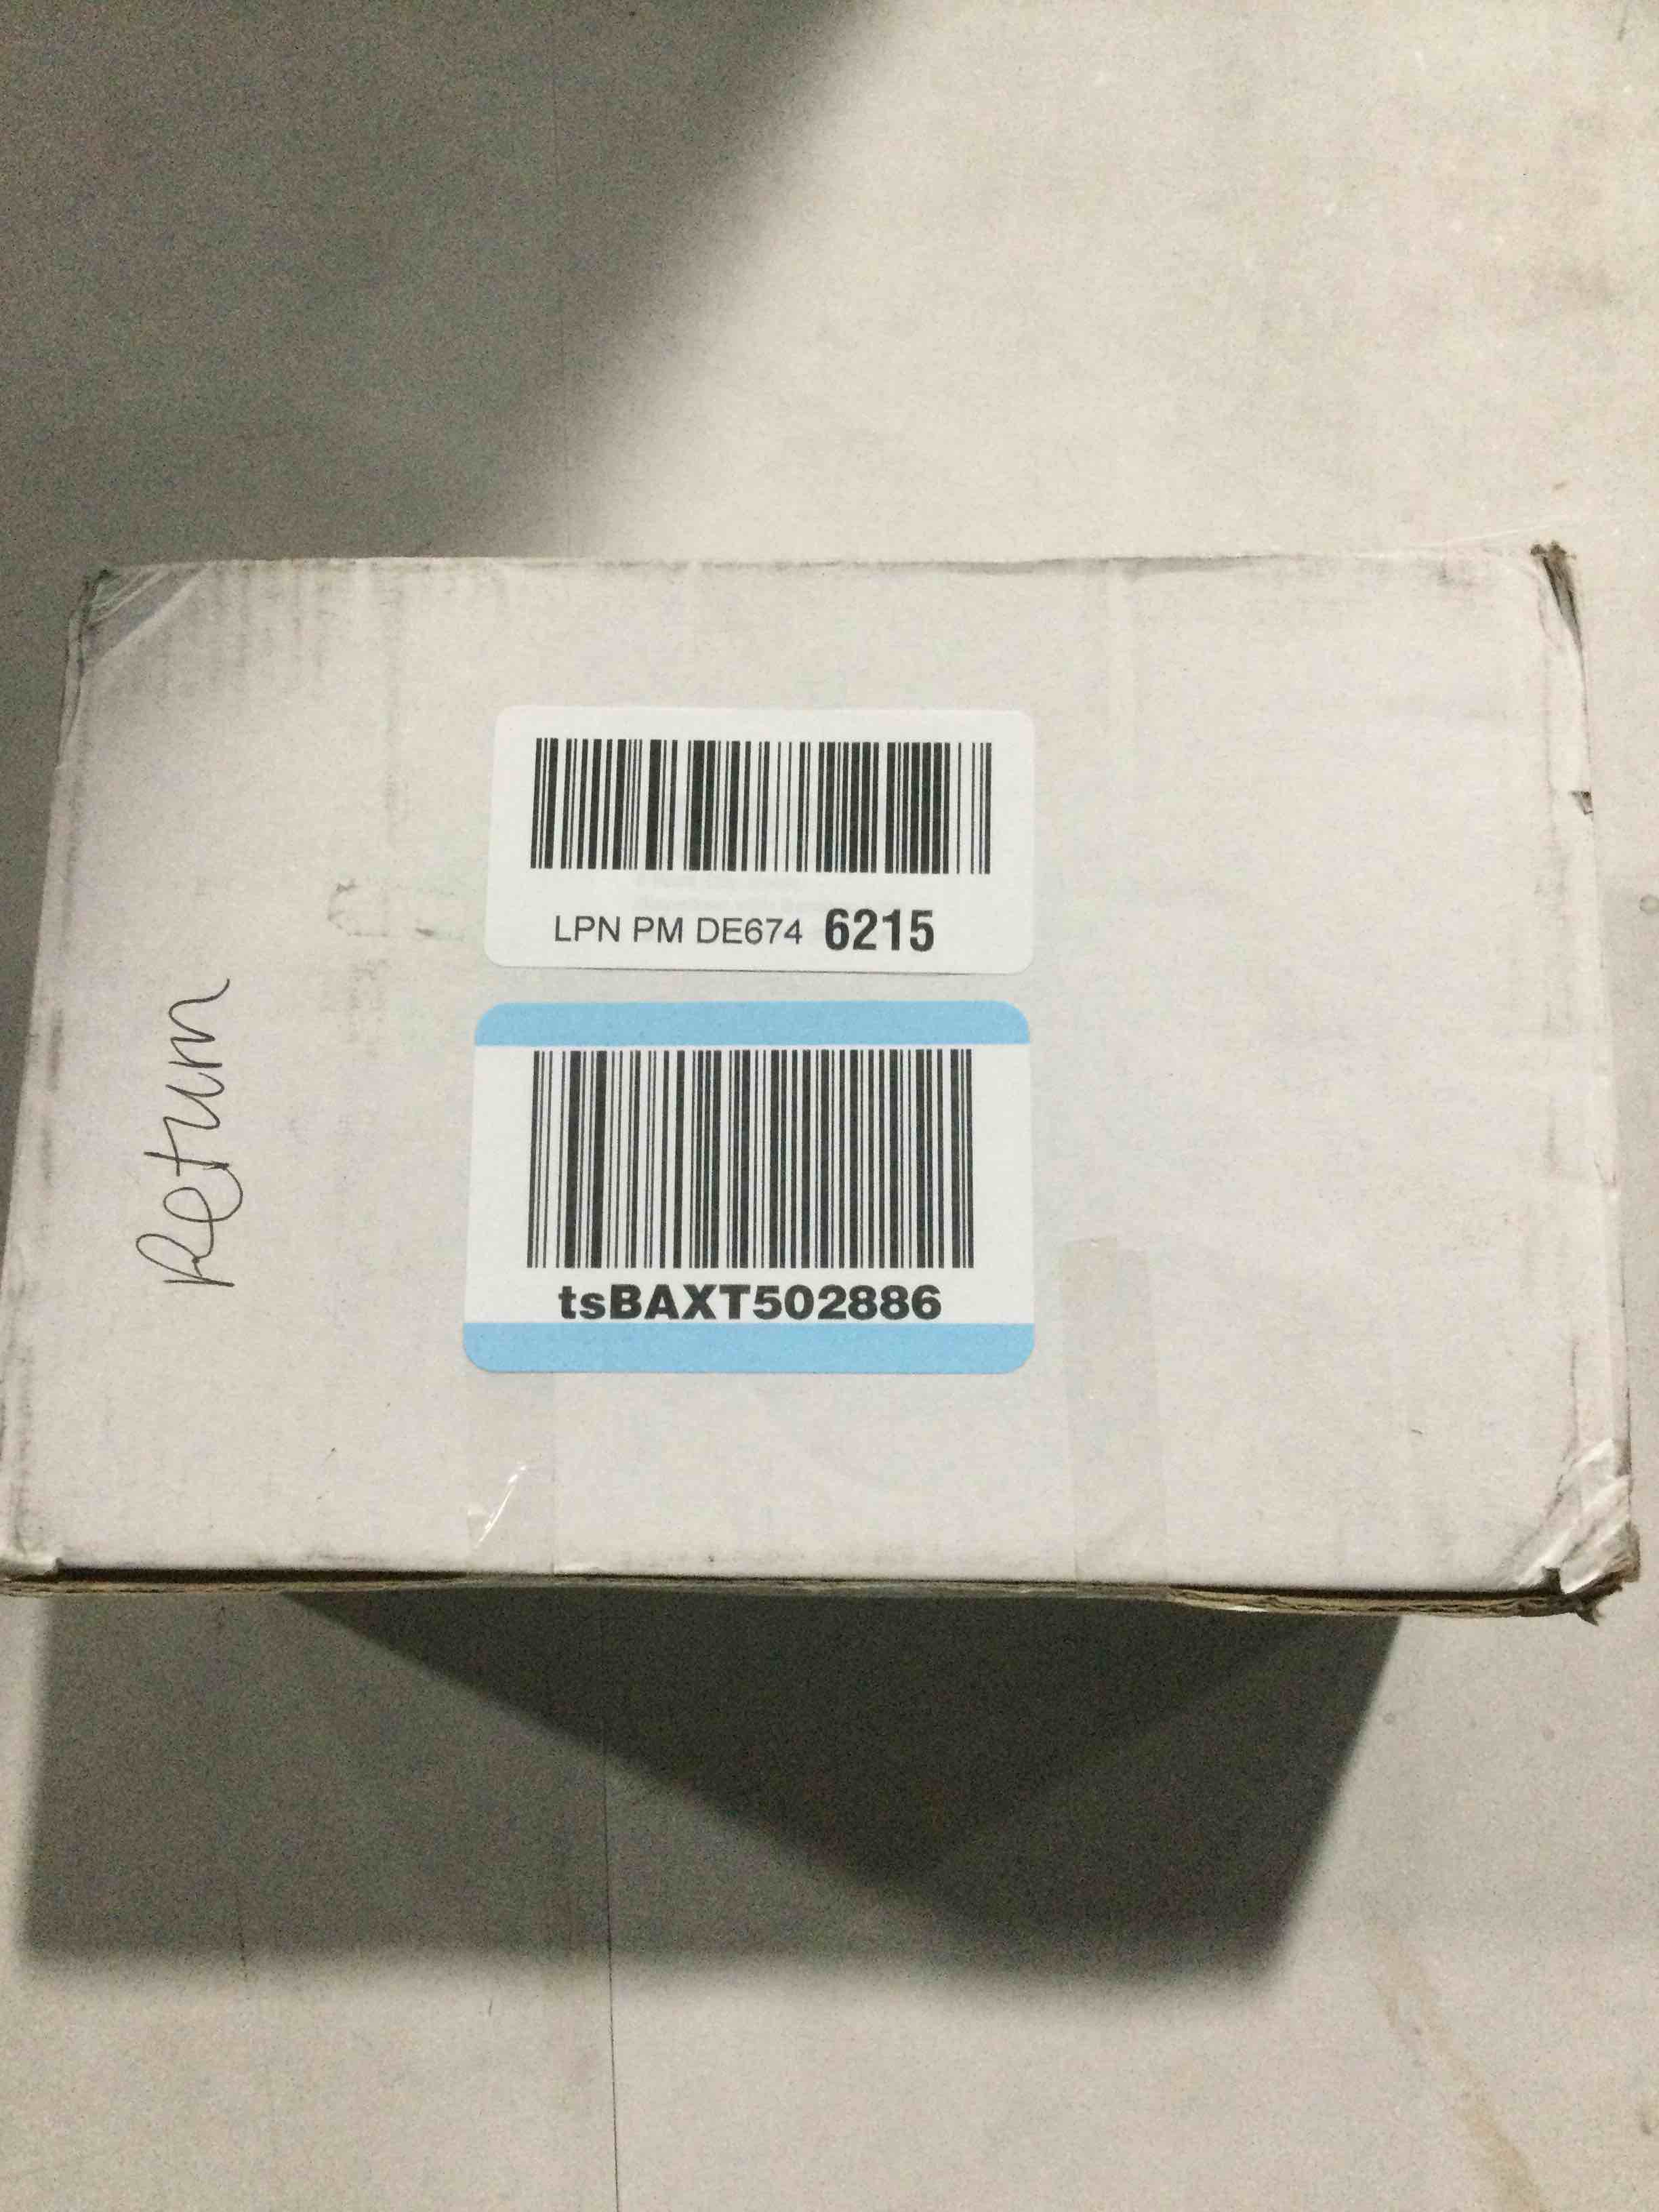 LPN PM DE674 6215
tsBAXT502886
Return